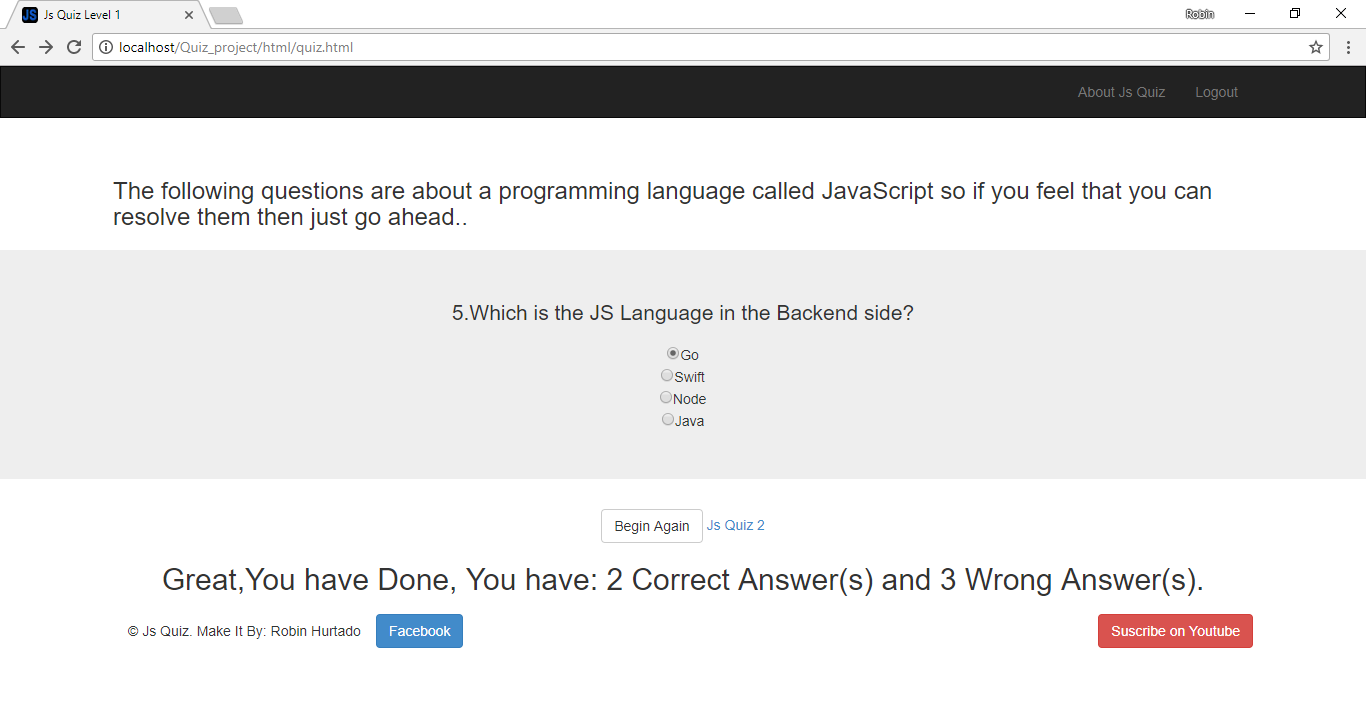 Js Quiz Level 1
Robin
localhost/Quiz_project/html/quiz.html
About Js Quiz Logout
The following questions are about a programming language called JavaScript so if you feel that you can
resolve them then just go ahead..
5.Which is the JS Language in the Backend side?
Go
Swift
Node
Java
Begin Again Js Quiz 2
Great,You have Done, You have: 2 Correct Answer(s) and 3 Wrong Answer(s).
© Js Quiz. Make It By: Robin Hurtado Facebook Suscribe on Youtube